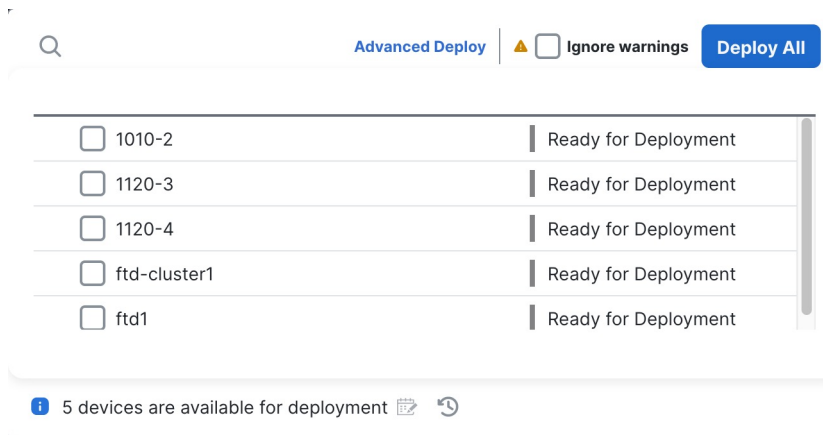 Advanced Deploy Ignore warnings Deploy All
1010-2 Ready for Deployment
1120-3 Ready for Deployment
1120-4 Ready for Deployment
ftd-cluster1 Ready for Deployment
ftd1 Ready for Deployment
5 devices are available for deployment